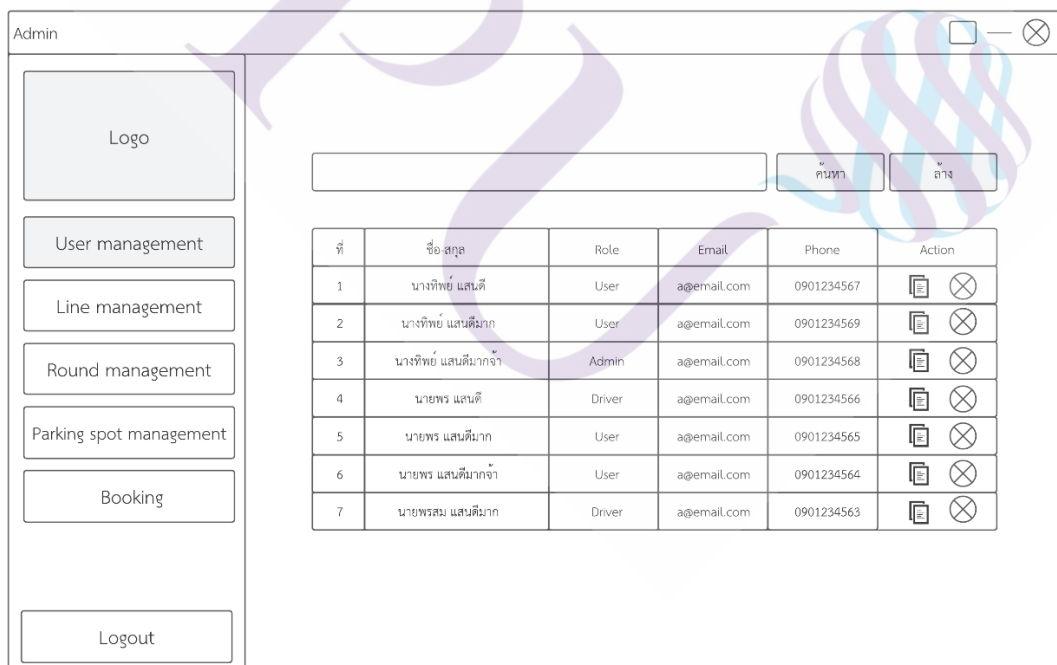 Admin
Logo
User management
Line management
Round management
Parking spot management
Booking
Logout
ค้นหา ล้าง
ที่ ชื่อ-สกุล Role Email Phone Action
1 นางทิพย์ แสนดี User a@email.com 0901234567
2 นางทิพย์ แสนดีมาก User a@email.com 0901234569
3 นางทิพย์ แสนดีมากจ้า Admin a@email.com 0901234568
4 นายพร แสนดี Driver a@email.com 0901234566
5 นายพร แสนดีมาก User a@email.com 0901234565
6 นายพร แสนดีมากจ้า User a@email.com 0901234564
7 นายพรสม แสนดีมาก Driver a@email.com 0901234563